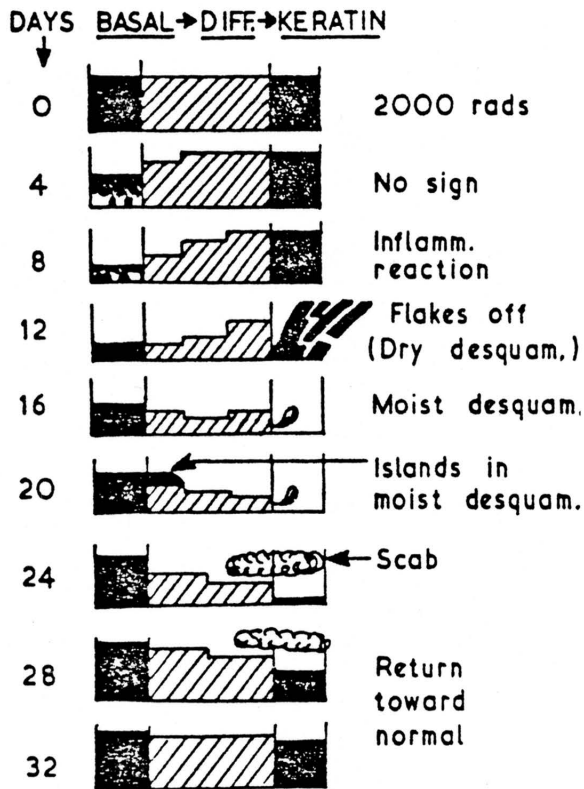 DAYS BASAL→DIFF.→KERATIN
0 2000 rads
4 No sign
8 Inflamm.
reaction
12 Flakes off
(Dry desquam.)
16 Moist desquam.
20 Islands in
moist desquam.
24 Scab
28 Return
toward
normal
32